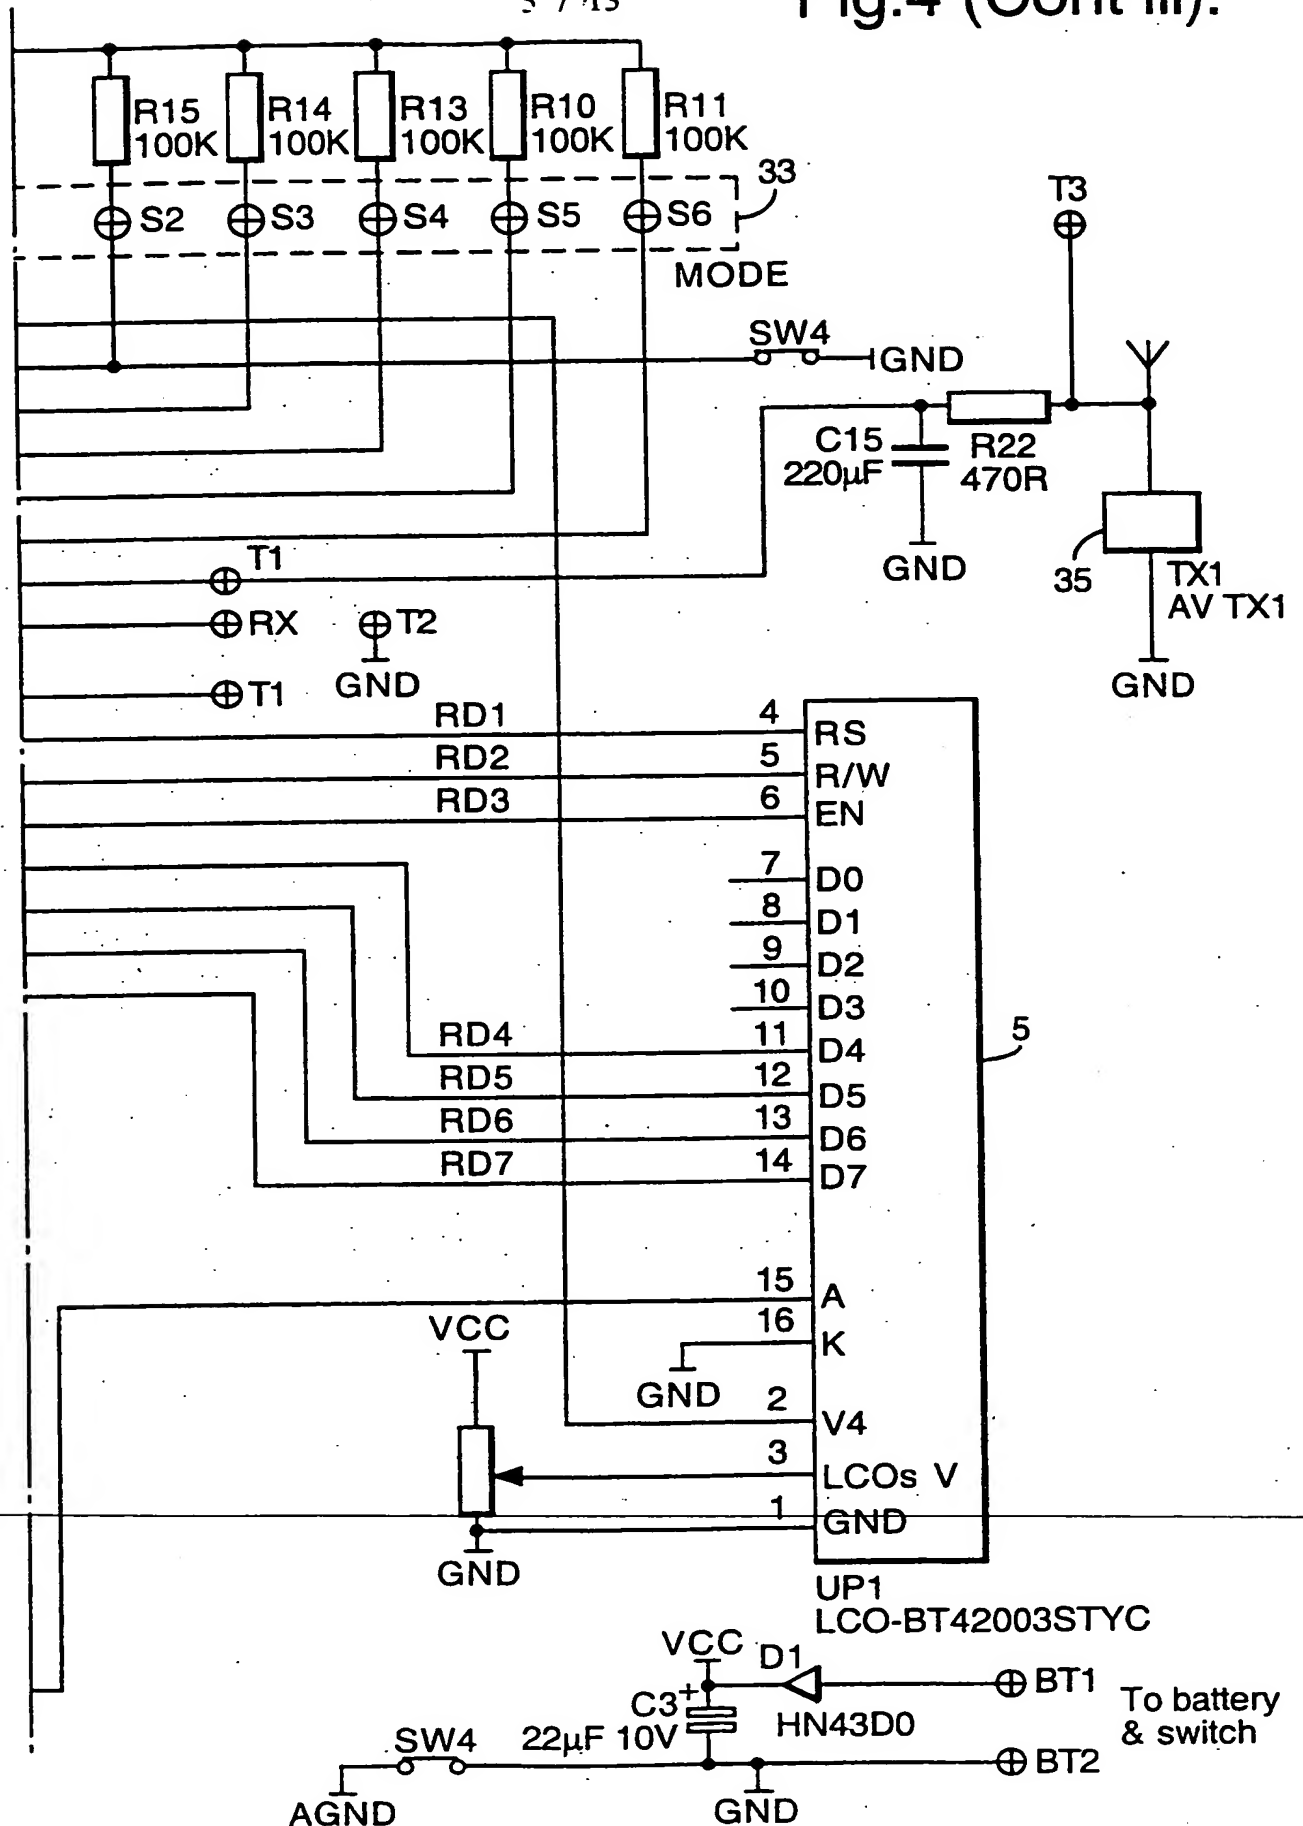 Fig.4 (Cont III).
R15 R14 R13 R10 R11
100K 100K 100K 100K 100K
33
T3
S2 S3 S4 S5 S6
MODE
SW4
GND
C15 R22
220µF 470R
GND
35
TX1
AV TX1
GND
T1
RX T2
GND
T1
RD1 4 RS
RD2 5 R/W
RD3 6 EN
7 D0
8 D1
9 D2
10 D3
5
RD4 11 D4
RD5 12 D5
RD6 13 D6
RD7 14 D7
15 A
VCC 16 K
GND
2 V4
3 LCOs V
1 GND
GND
UP1
LCO-BT42003STYC
VCC D1
BT1
C3+
HN43D0
22µF 10V
To battery
& switch
SW4
BT2
AGND GND